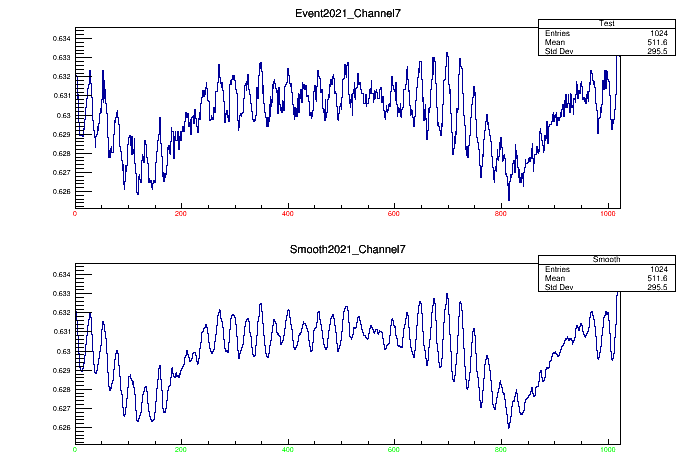 Event2021_Channel7
Test
Entries 1024
Mean 511.6
Std Dev 295.5
0.634
0.633
0.632
0.631
0.63
0.629
0.628
0.627
0.626
0 200 400 600 800 1000
Smooth2021_Channel7
Smooth
Entries 1024
Mean 511.6
Std Dev 295.5
0.634
0.633
0.632
0.631
0.63
0.629
0.628
0.627
0.626
0 200 400 600 800 1000